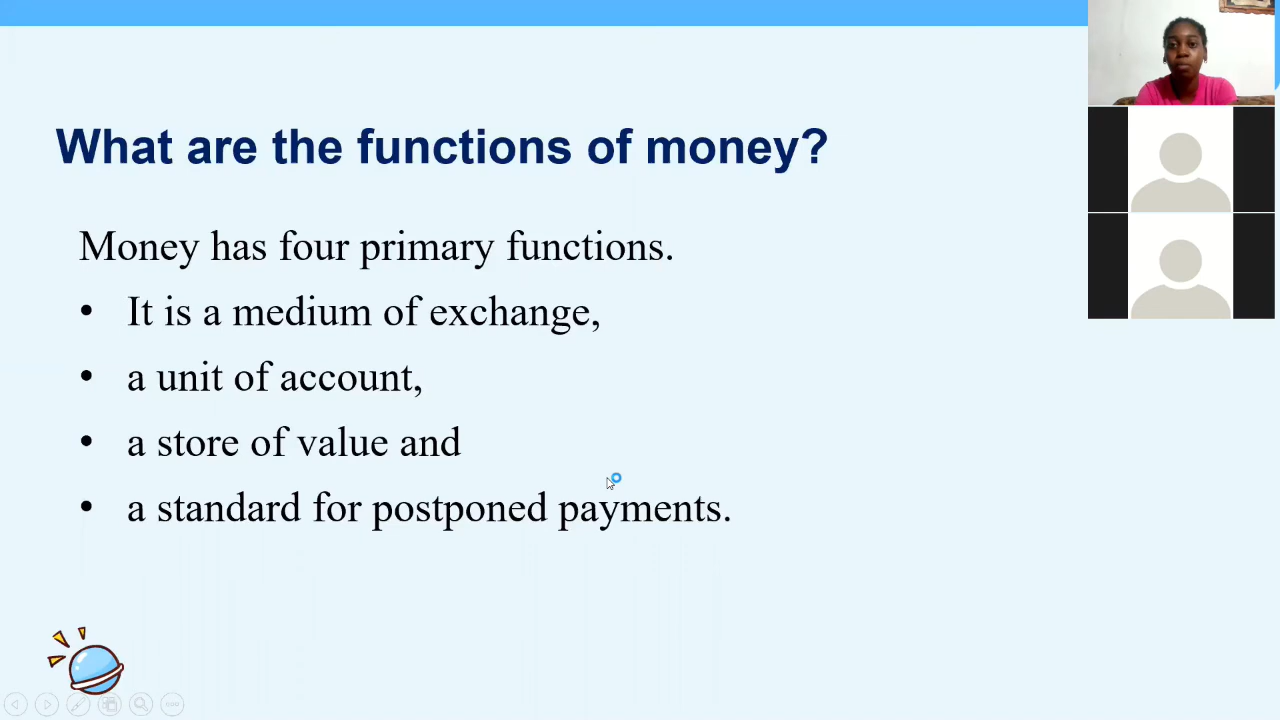 What are the functions of money?
Money has four primary functions.
• It is a medium of exchange,
• a unit of account,
• a store of value and
• a standard for postponed payments.